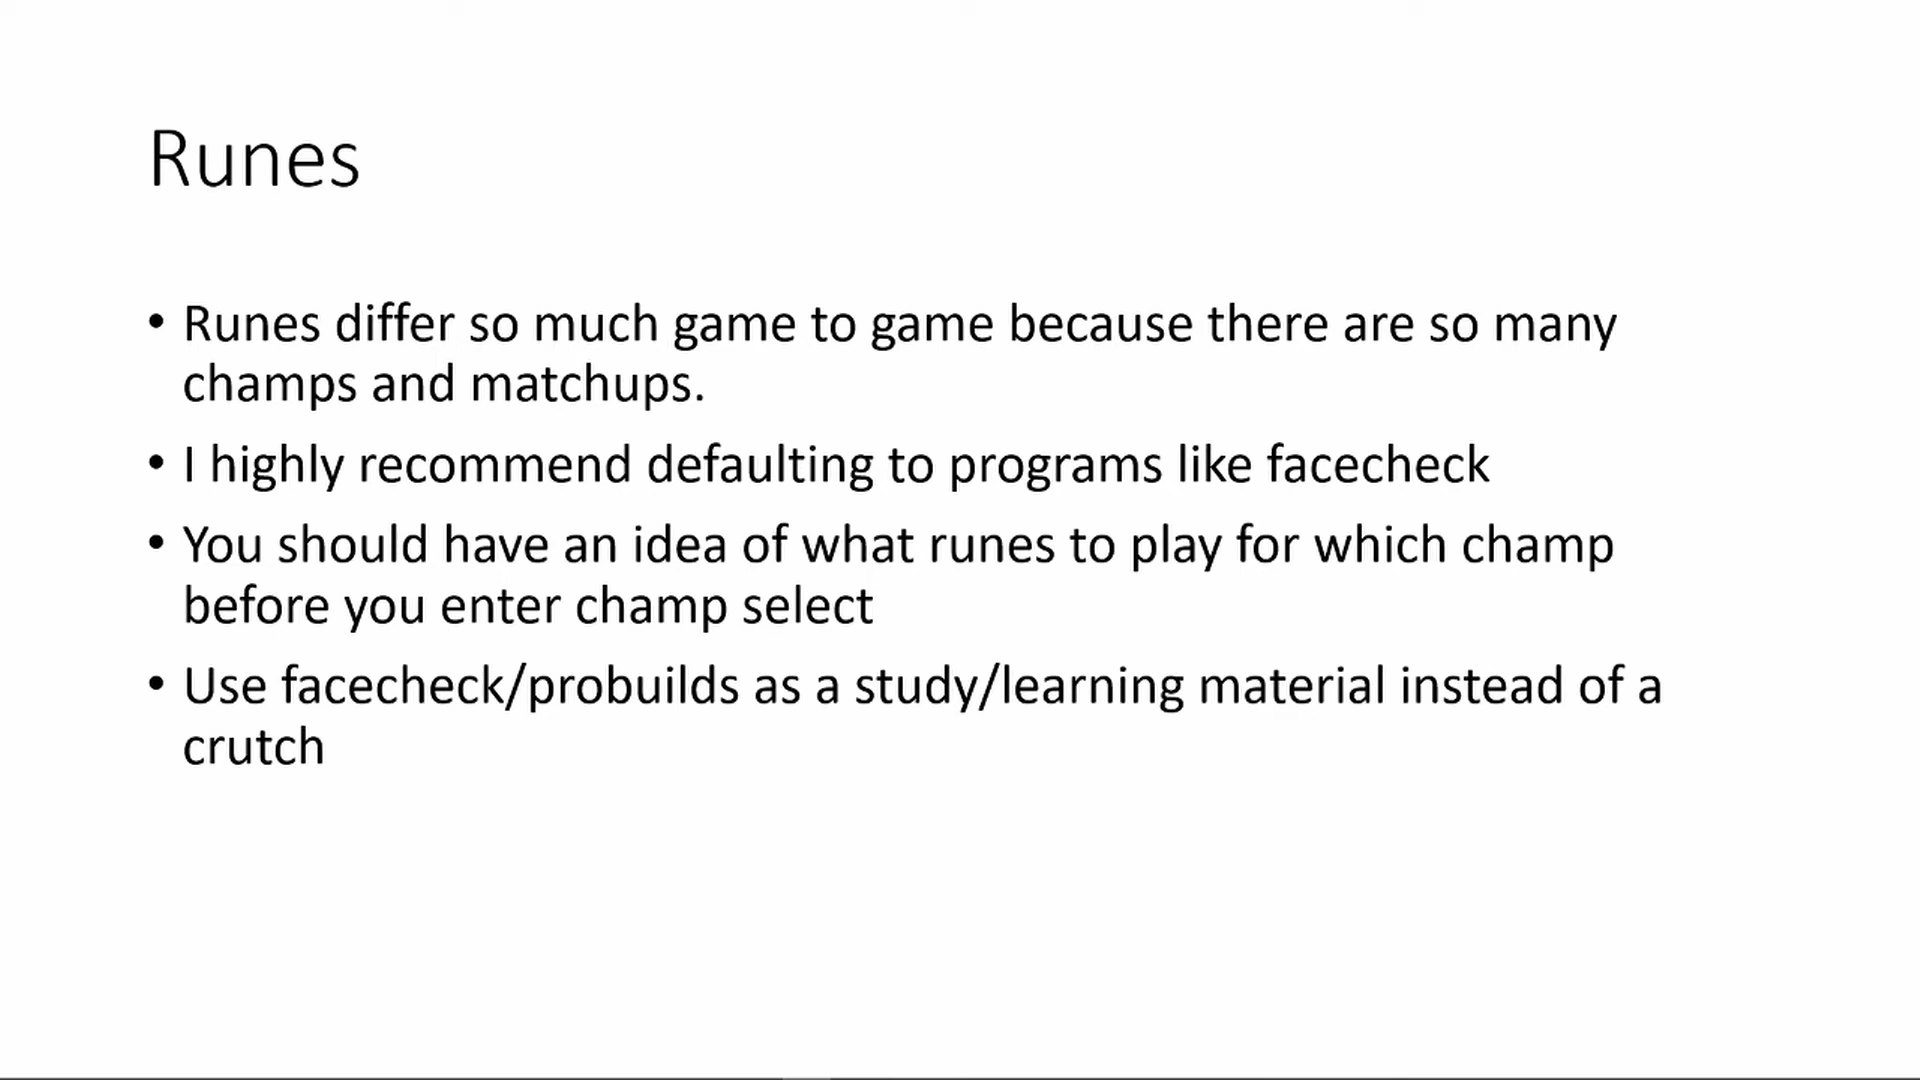 Runes
• Runes differ so much game to game because there are so many
champs and matchups.
• I highly recommend defaulting to programs like facecheck
• You should have an idea of what runes to play for which champ
before you enter champ select
• Use facecheck/probuilds as a study/learning material instead of a
crutch